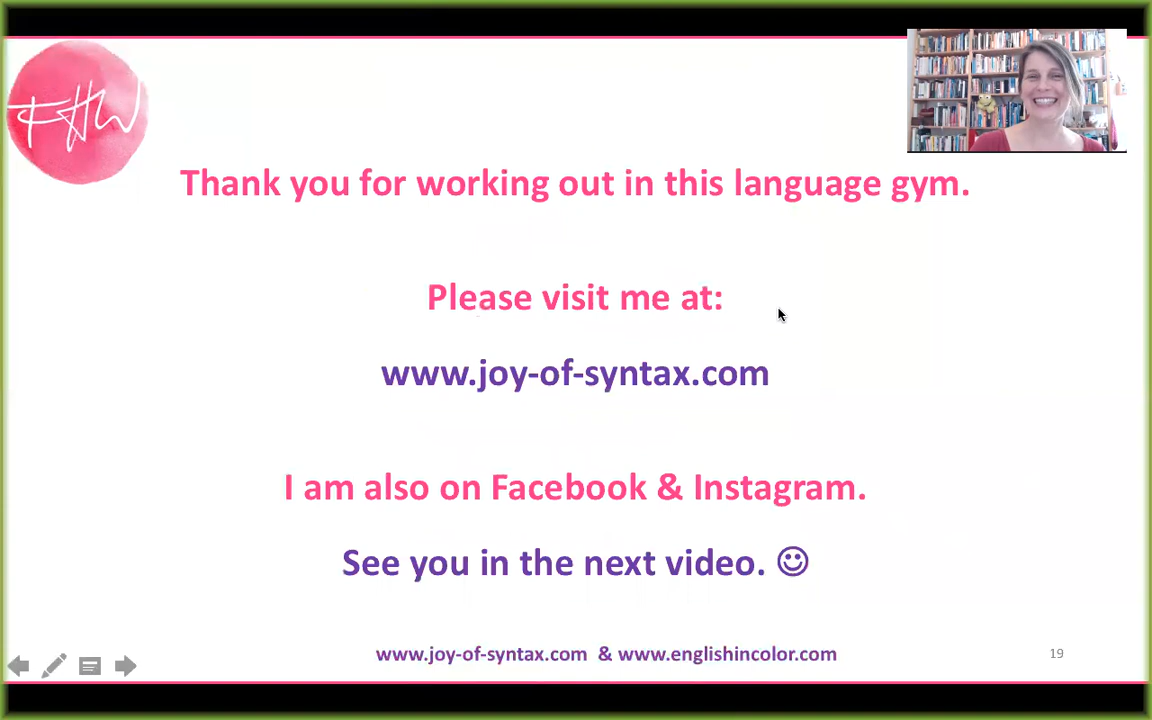 FHW
Thank you for working out in this language gym.
Please visit me at:
www.joy-of-syntax.com
I am also on Facebook & Instagram.
See you in the next video. ☺
www.joy-of-syntax.com & www.englishincolor.com
19